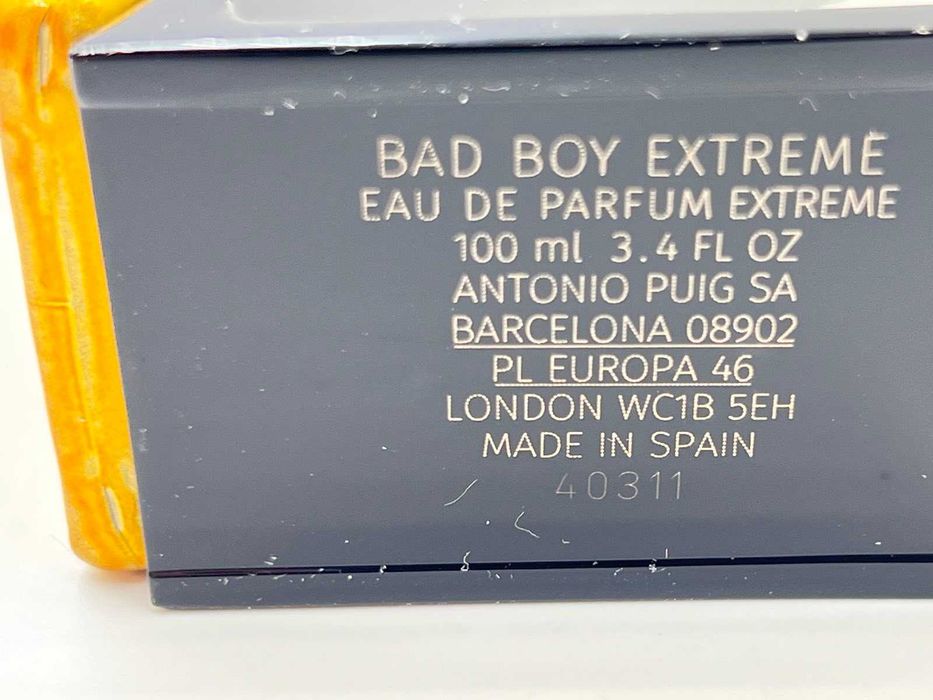 BAD BOY EXTREME
EAU DE PARFUM EXTREME
100 ml 3.4 FL OZ
ANTONIO PUIG SA
BARCELONA 08902
PL EUROPA 46
LONDON WC1B 5EH
MADE IN SPAIN
40311